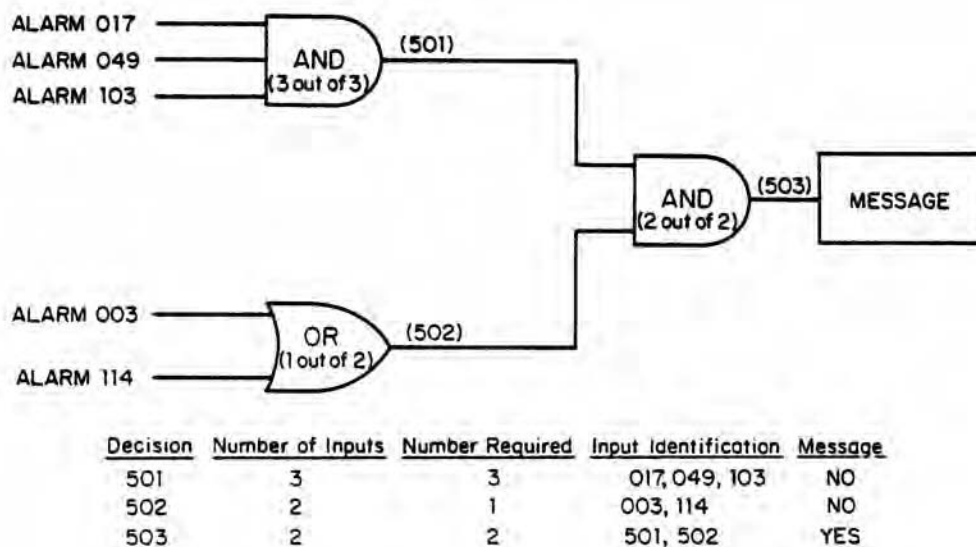 ALARM 017
ALARM 049
ALARM 103
AND
(3 out of 3)
(501)
AND
(2 out of 2)
(503)
MESSAGE
ALARM 003
ALARM 114
OR
(1 out of 2)
(502)
Decision Number of Inputs Number Required Input Identification Message
501 3 3 017, 049, 103 NO
502 2 1 003, 114 NO
503 2 2 501, 502 YES